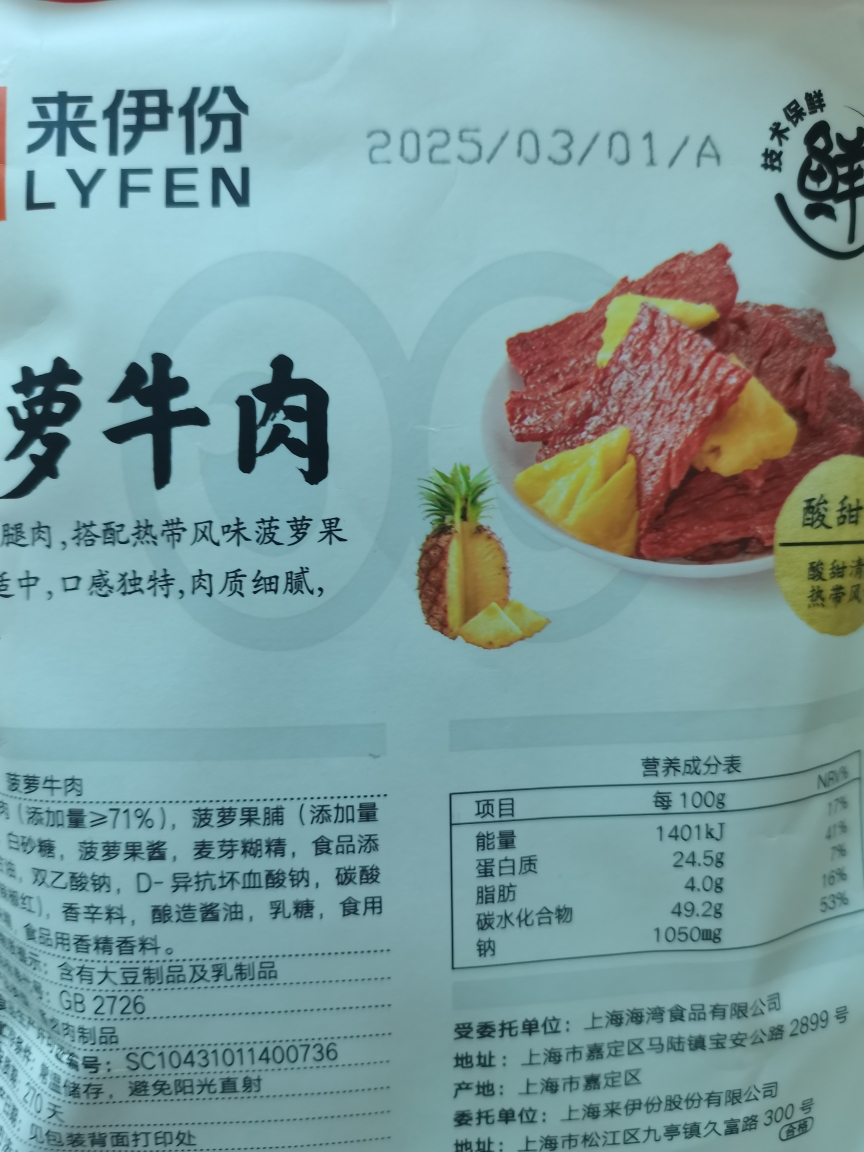 来伊份
LYFEN
2025/03/01/A
技术保鲜
鲜
萝牛肉
腿肉,搭配热带风味菠萝果
适中,口感独特,肉质细腻,
酸甜
酸甜清
热带风
菠萝牛肉
肉(添加量≥71%),菠萝果脯(添加量
白砂糖,菠萝果酱,麦芽糊精,食品添
双乙酸钠,D-异抗坏血酸钠,碳酸
香辛料,酿造酱油,乳糖,食用
食品用香精香料。
示:含有大豆制品及乳制品
号:GB 2726
肉制品
编号:SC10431011400736
储存,避免阳光直射
270天
见包装背面打印处
营养成分表
项目 每100g NRV%
能量 1401kJ 17%
蛋白质 24.5g 41%
脂肪 4.0g 7%
碳水化合物 49.2g 16%
钠 1050mg 53%
受委托单位:上海海湾食品有限公司
地址:上海市嘉定区马陆镇宝安公路2899号
产地:上海市嘉定区
委托单位:上海来伊份股份有限公司
地址:上海市松江区九亭镇久富路300号
合格